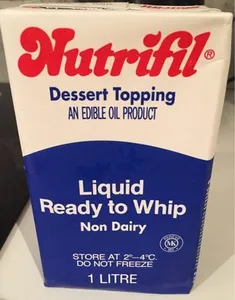 Nutrifil®
Dessert Topping
AN EDIBLE OIL PRODUCT
Liquid
Ready to Whip
Non Dairy
MK
STORE AT 2°-4°C.
DO NOT FREEZE
1 LITRE